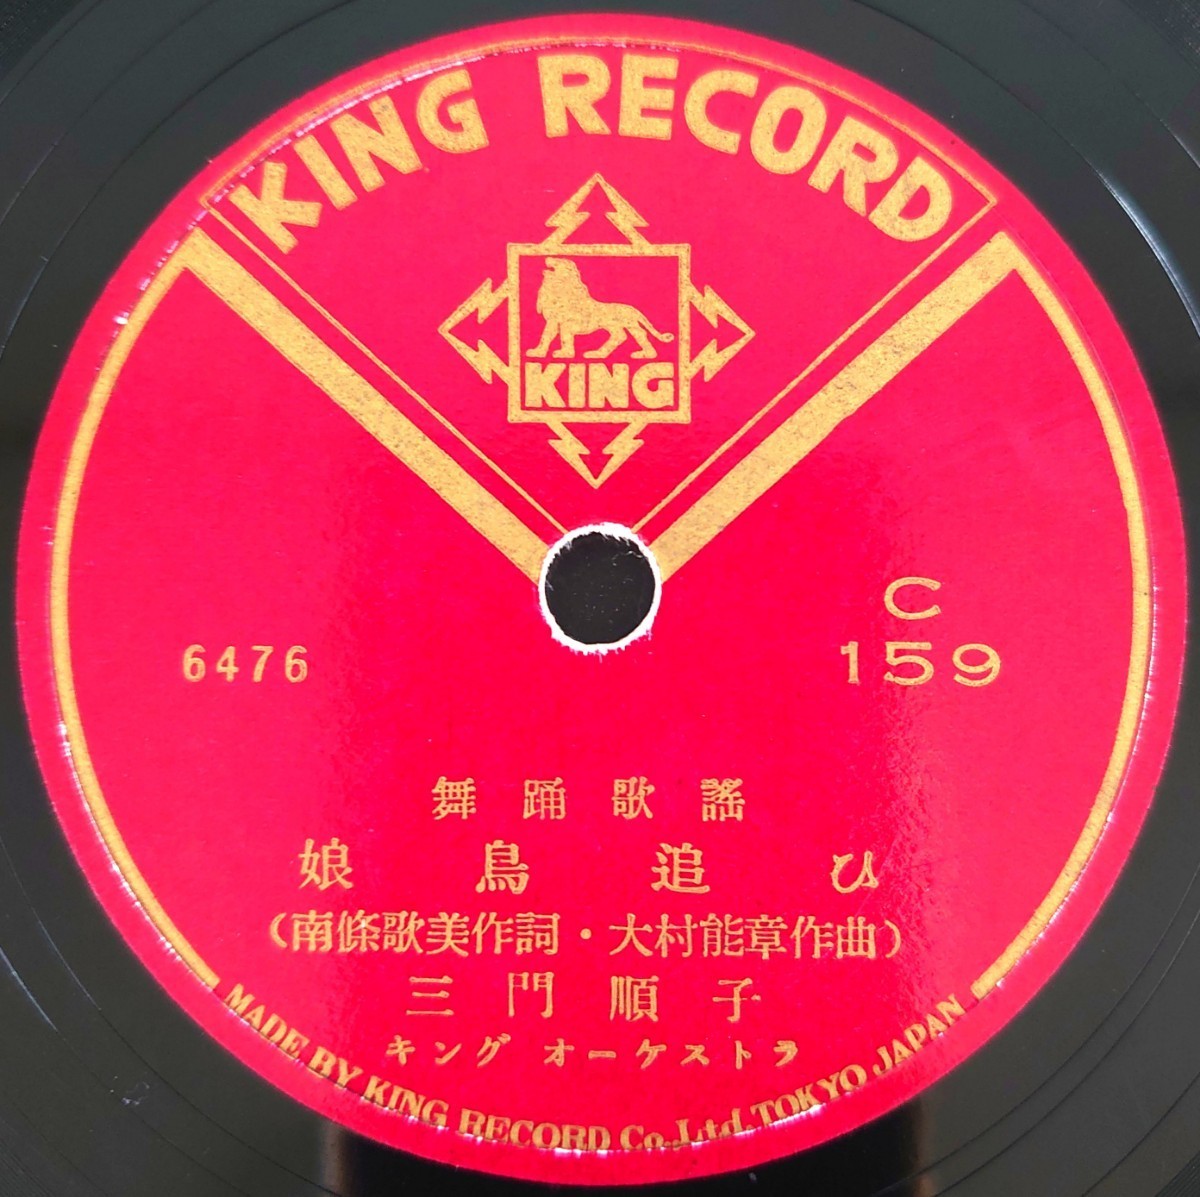 KING RECORD
KING
C
159
6476
舞踊歌謡
娘鳥追ひ
(南條歌美作詞・大村能章作曲)
三門順子
キング オーケストラ
MADE BY KING RECORD Co.,Ltd. TOKYO JAPAN